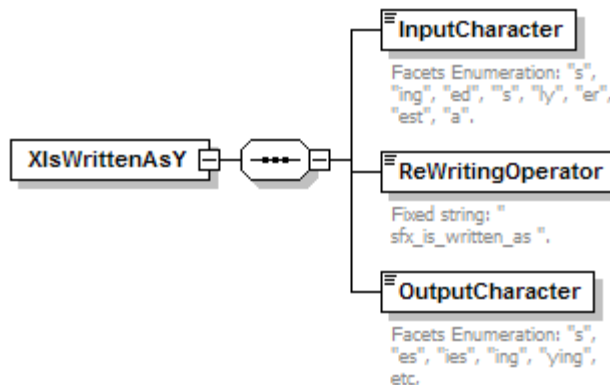 InputCharacter
Facets Enumeration: "s",
"ing", "ed", "'s", "ly", "er",
"est", "a".
XIsWrittenAsY
ReWritingOperator
Fixed string: "
sfx_is_written_as ".
OutputCharacter
Facets Enumeration: "s",
"es", "ies", "ing", "ying",
etc.